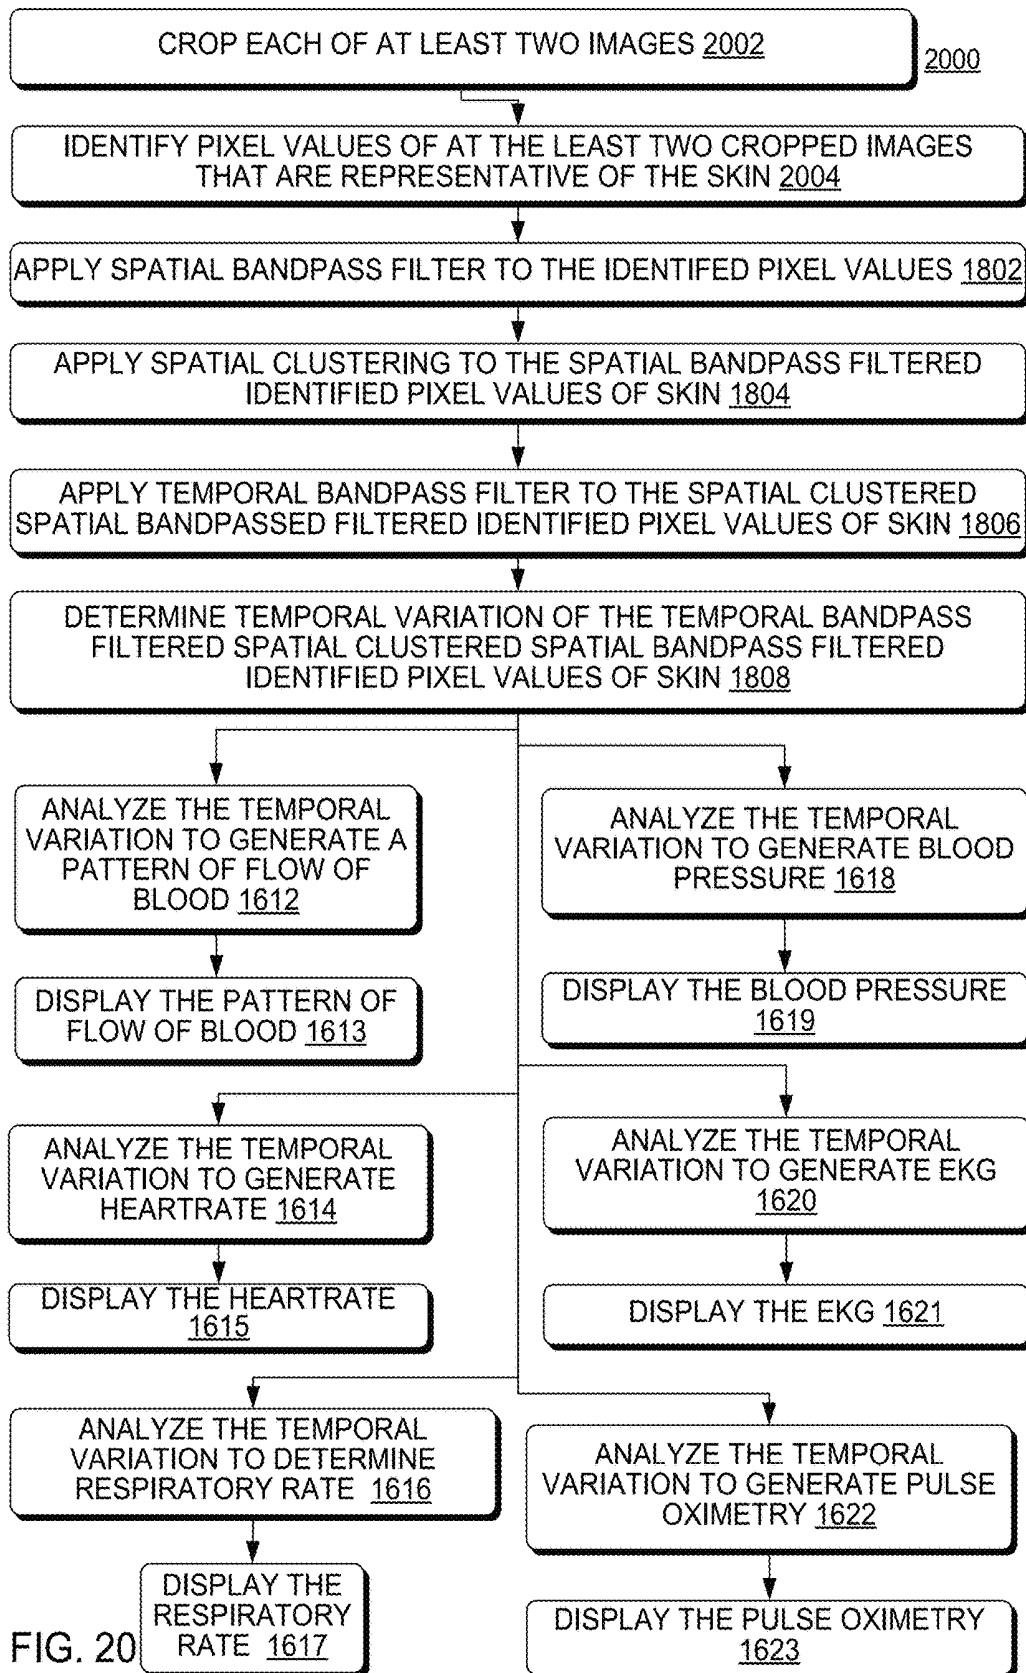 CROP EACH OF AT LEAST TWO IMAGES 2002
2000
IDENTIFY PIXEL VALUES OF AT THE LEAST TWO CROPPED IMAGES
THAT ARE REPRESENTATIVE OF THE SKIN 2004
APPLY SPATIAL BANDPASS FILTER TO THE IDENTIFED PIXEL VALUES 1802
APPLY SPATIAL CLUSTERING TO THE SPATIAL BANDPASS FILTERED
IDENTIFIED PIXEL VALUES OF SKIN 1804
APPLY TEMPORAL BANDPASS FILTER TO THE SPATIAL CLUSTERED
SPATIAL BANDPASSED FILTERED IDENTIFIED PIXEL VALUES OF SKIN 1806
DETERMINE TEMPORAL VARIATION OF THE TEMPORAL BANDPASS
FILTERED SPATIAL CLUSTERED SPATIAL BANDPASS FILTERED
IDENTIFIED PIXEL VALUES OF SKIN 1808
ANALYZE THE TEMPORAL
VARIATION TO GENERATE A
PATTERN OF FLOW OF
BLOOD 1612
ANALYZE THE TEMPORAL
VARIATION TO GENERATE BLOOD
PRESSURE 1618
DISPLAY THE PATTERN OF
FLOW OF BLOOD 1613
DISPLAY THE BLOOD PRESSURE
1619
ANALYZE THE TEMPORAL
VARIATION TO GENERATE
HEARTRATE 1614
ANALYZE THE TEMPORAL
VARIATION TO GENERATE EKG
1620
DISPLAY THE HEARTRATE
1615
DISPLAY THE EKG 1621
ANALYZE THE TEMPORAL
VARIATION TO DETERMINE
RESPIRATORY RATE 1616
ANALYZE THE TEMPORAL
VARIATION TO GENERATE PULSE
OXIMETRY 1622
DISPLAY THE
RESPIRATORY
RATE 1617
DISPLAY THE PULSE OXIMETRY
1623
FIG. 20